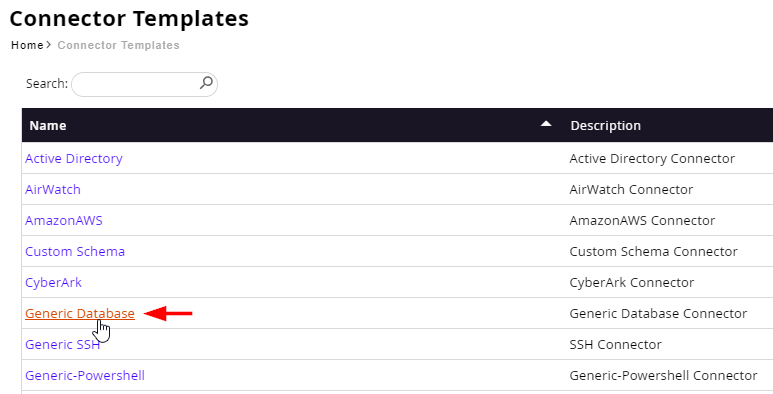 Connector Templates
Home > Connector Templates
Search:
Name Description
Active Directory Active Directory Connector
AirWatch AirWatch Connector
AmazonAWS AmazonAWS Connector
Custom Schema Custom Schema Connector
CyberArk CyberArk Connector
Generic Database Generic Database Connector
Generic SSH SSH Connector
Generic-Powershell Generic-Powershell Connector